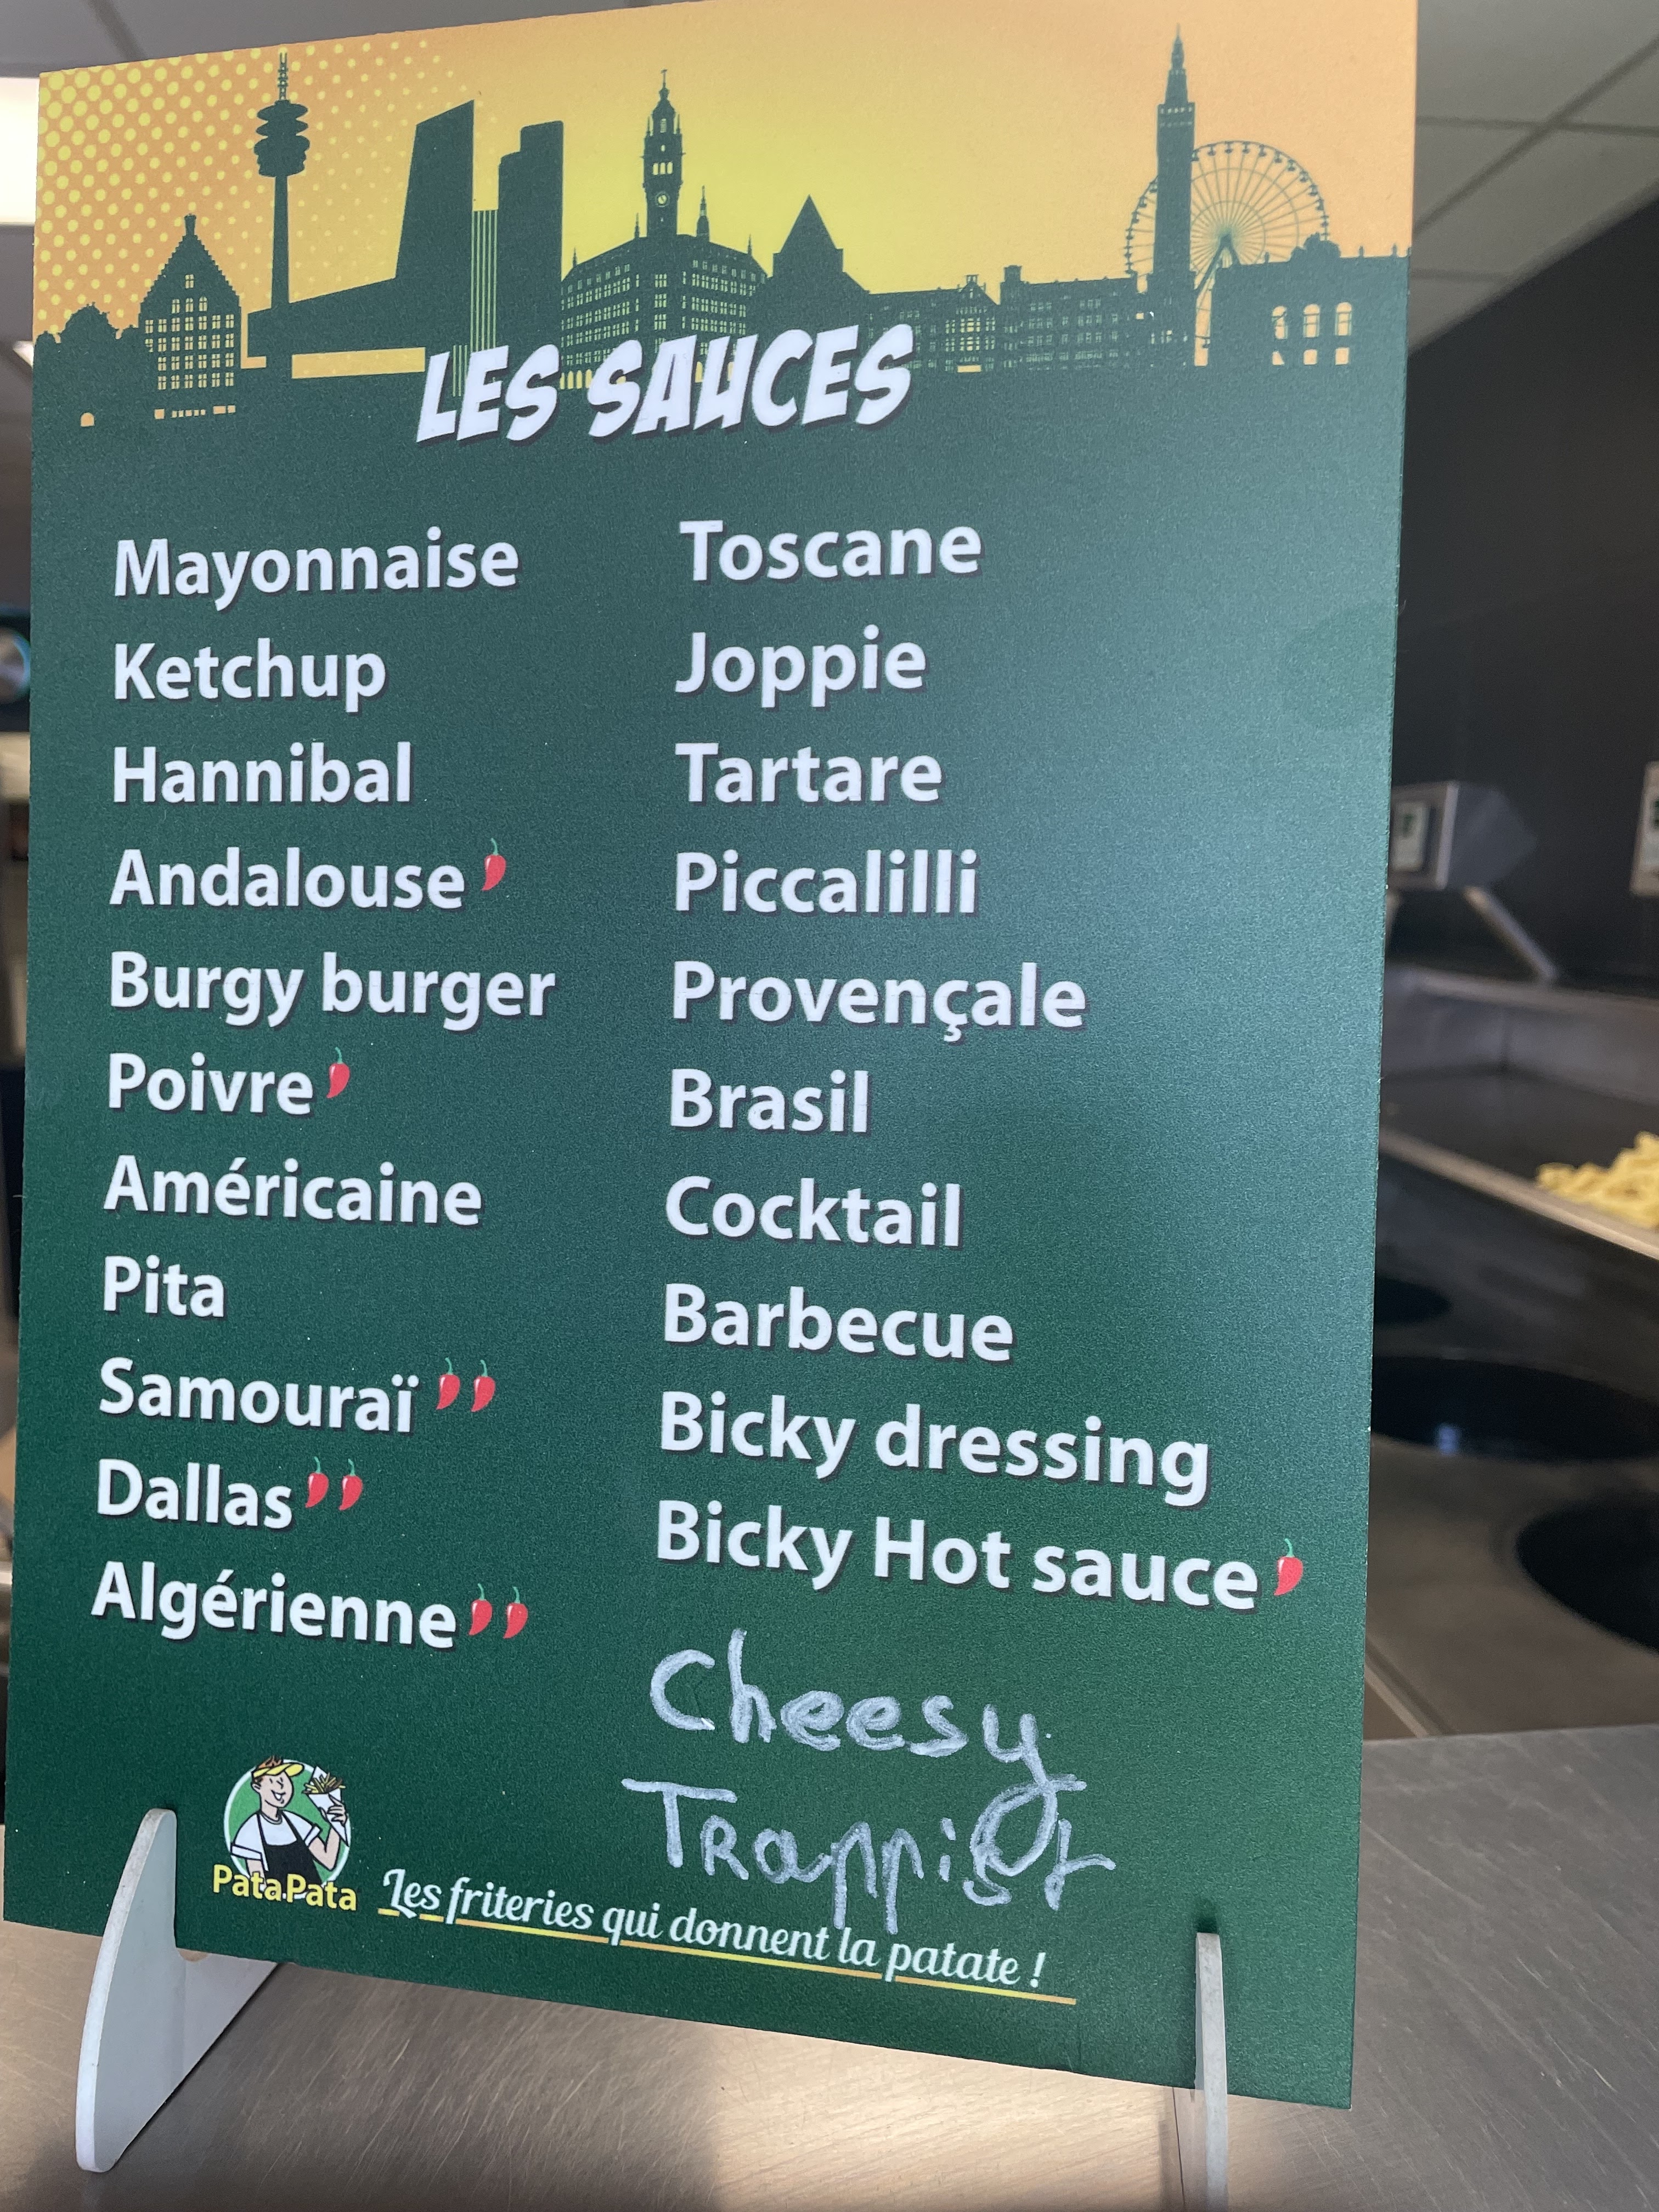 LES SAUCES
Mayonnaise
Ketchup
Hannibal
Andalouse
Burgy burger
Poivre
Américaine
Pita
Samouraï
Dallas
Algérienne
Toscane
Joppie
Tartare
Piccalilli
Provençale
Brasil
Cocktail
Barbecue
Bicky dressing
Bicky Hot sauce
Cheesy
Trappist
PataPata
Les friteries qui donnent la patate !